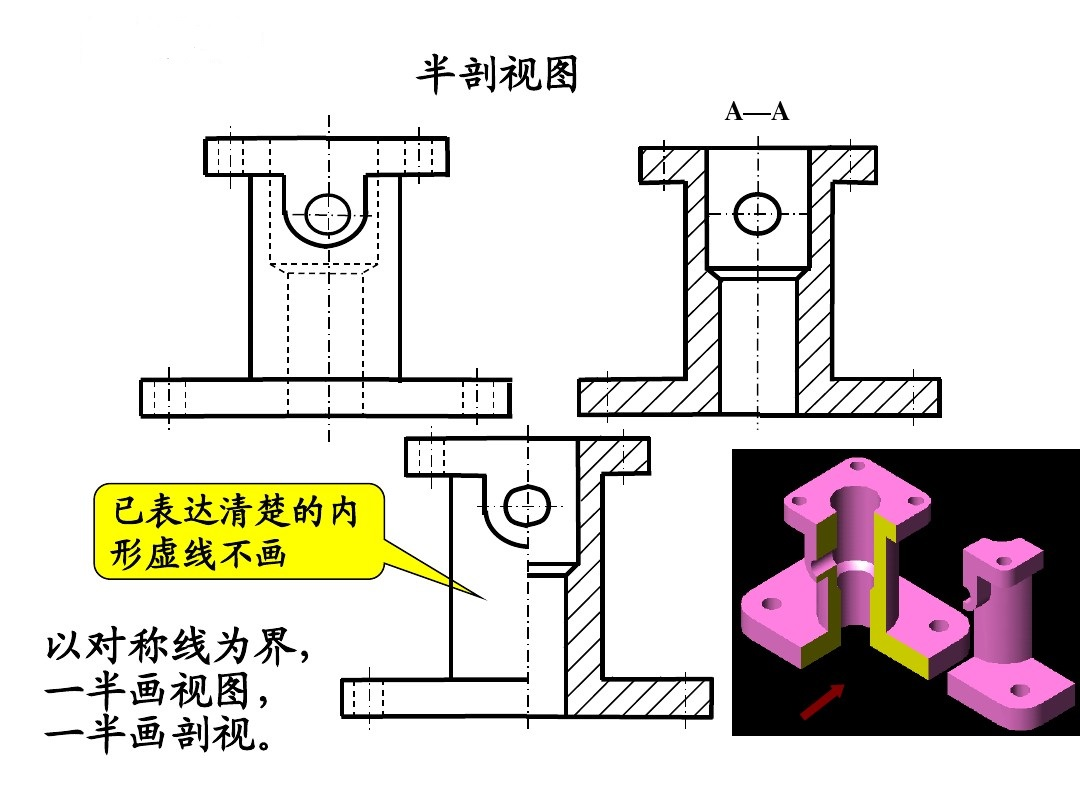 半剖视图
A—A
已表达清楚的内
形虚线不画
以对称线为界，
一半画视图，
一半画剖视。